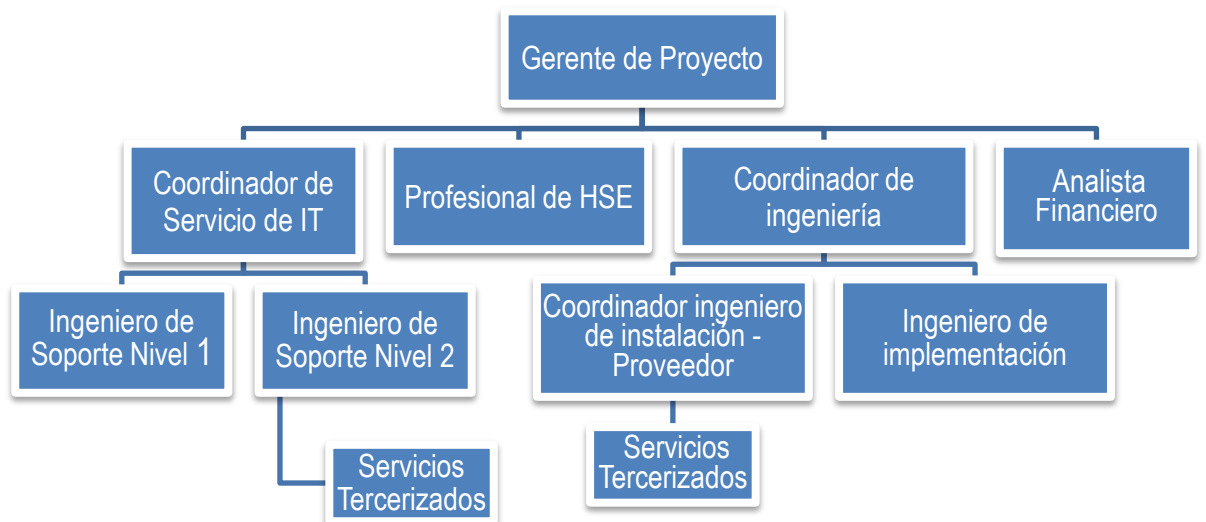 Gerente de Proyecto
Coordinador de
Servicio de IT
Profesional de HSE
Coordinador de
ingeniería
Analista
Financiero
Ingeniero de
Soporte Nivel 1
Ingeniero de
Soporte Nivel 2
Coordinador ingeniero
de instalación -
Proveedor
Ingeniero de
implementación
Servicios
Tercerizados
Servicios
Tercerizados